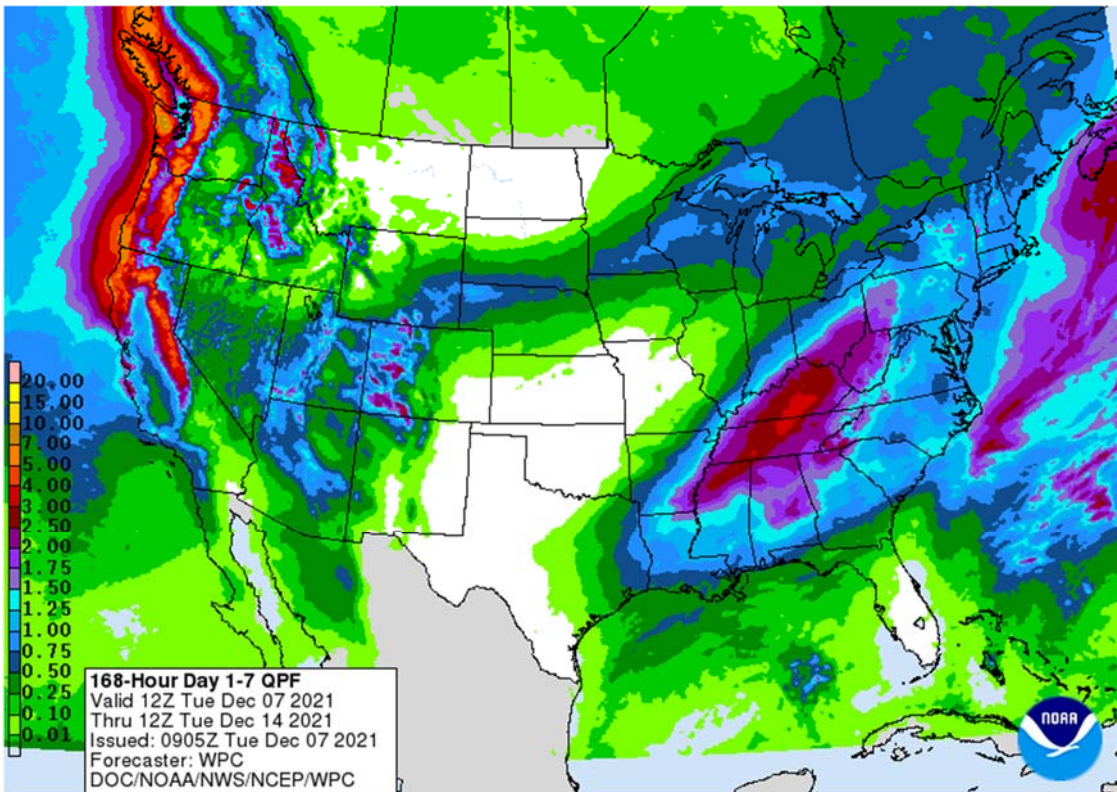 20.00
15.00
10.00
7.00
5.00
4.00
3.00
2.50
2.00
1.75
1.50
1.25
1.00
0.75
0.50
0.25
0.10
0.01
168-Hour Day 1-7 QPF
Valid 12Z Tue Dec 07 2021
Thru 12Z Tue Dec 14 2021
Issued: 0905Z Tue Dec 07 2021
Forecaster: WPC
DOC/NOAA/NWS/NCEP/WPC
NOAA